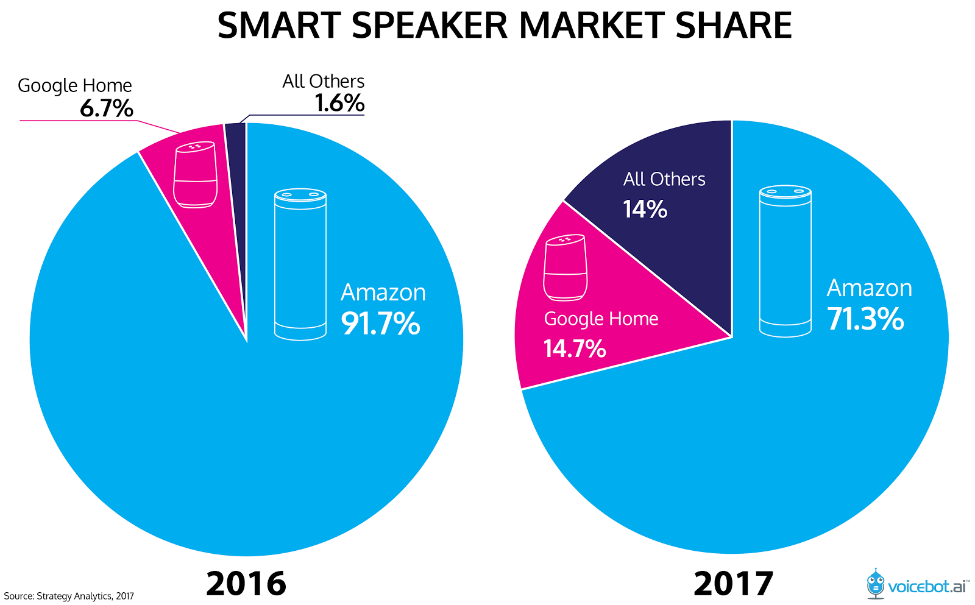 SMART SPEAKER MARKET SHARE
Google Home
6.7%
All Others
1.6%
Amazon
91.7%
2016
All Others
14%
Google Home
14.7%
Amazon
71.3%
2017
Source: Strategy Analytics, 2017
voicebot.ai™